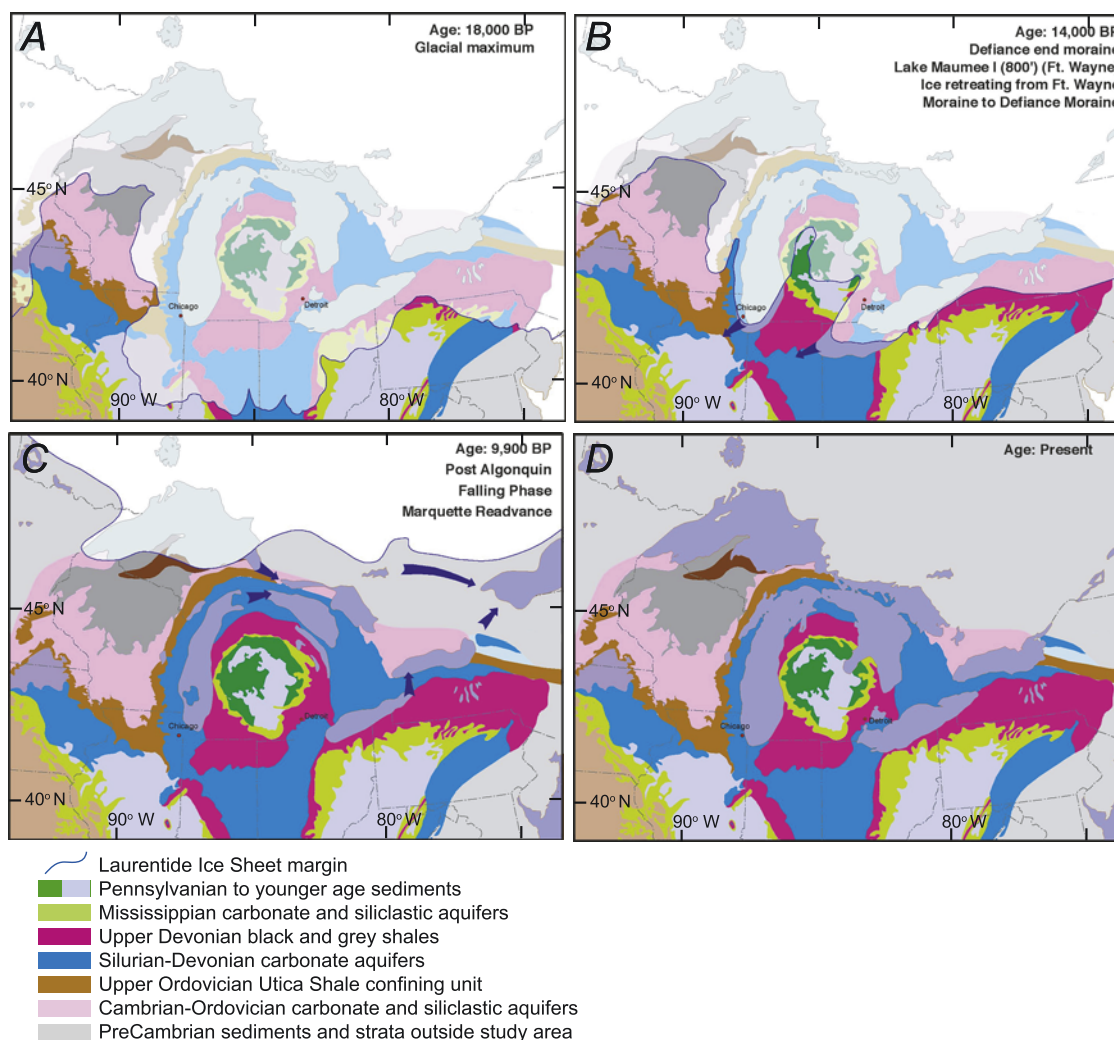 A
Age: 18,000 BP
Glacial maximum
45° N
Chicago
Detroit
40° N
90° W
80° W
B
Age: 14,000 BP
Defiance end moraine
Lake Maumee I (800') (Ft. Wayne
Ice retreating from Ft. Wayne
Moraine to Defiance Moraine
45° N
Chicago
Detroit
40° N
90° W
80° W
C
Age: 9,900 BP
Post Algonquin
Falling Phase
Marquette Readvance
45° N
Chicago
Detroit
40° N
90° W
80° W
D
Age: Present
45° N
Chicago
Detroit
40° N
90° W
80° W
Laurentide Ice Sheet margin
Pennsylvanian to younger age sediments
Mississippian carbonate and siliclastic aquifers
Upper Devonian black and grey shales
Silurian-Devonian carbonate aquifers
Upper Ordovician Utica Shale confining unit
Cambrian-Ordovician carbonate and siliclastic aquifers
PreCambrian sediments and strata outside study area